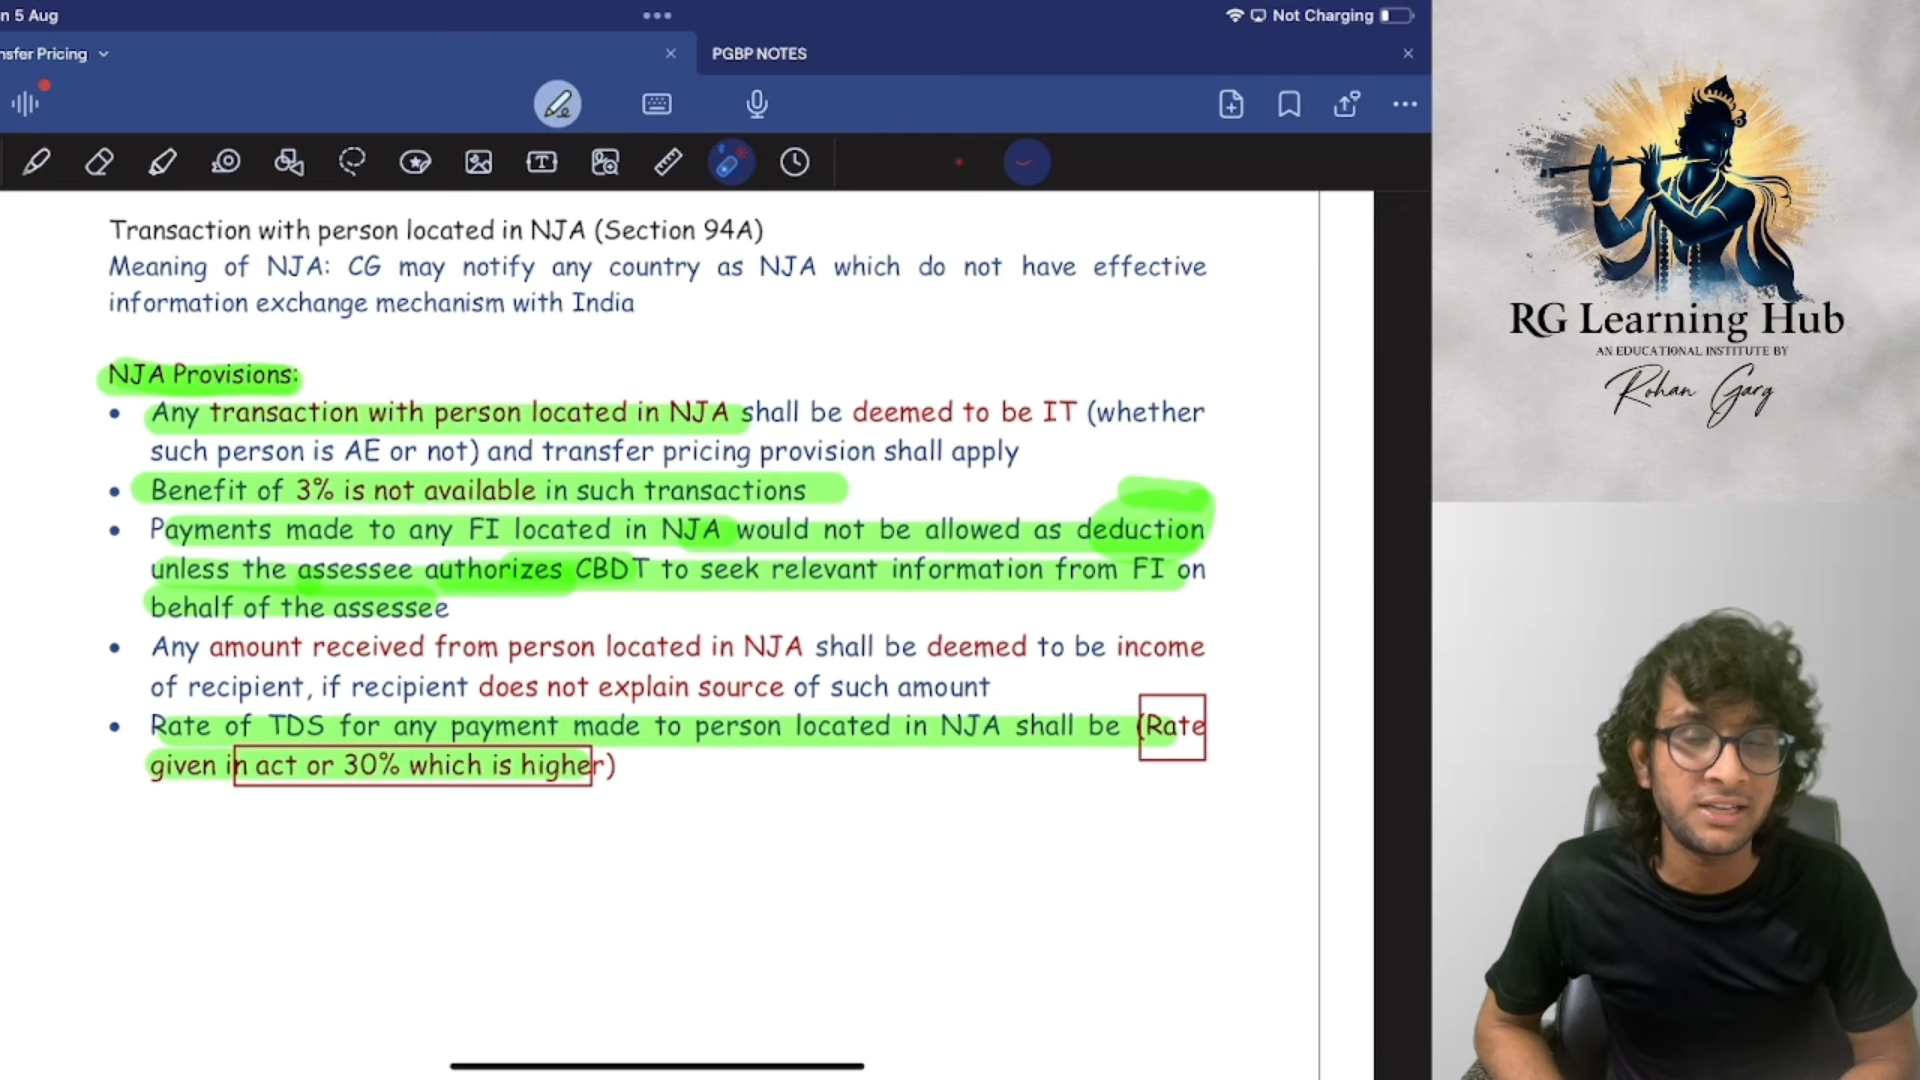 n 5 Aug
Not Charging
nsfer Pricing
PGBP NOTES
Transaction with person located in NJA (Section 94A)
Meaning of NJA: CG may notify any country as NJA which do not have effective
information exchange mechanism with India
NJA Provisions:
• Any transaction with person located in NJA shall be deemed to be IT (whether
such person is AE or not) and transfer pricing provision shall apply
• Benefit of 3% is not available in such transactions
• Payments made to any FI located in NJA would not be allowed as deduction
unless the assessee authorizes CBDT to seek relevant information from FI on
behalf of the assessee
• Any amount received from person located in NJA shall be deemed to be income
of recipient, if recipient does not explain source of such amount
• Rate of TDS for any payment made to person located in NJA shall be (Rate
given in act or 30% which is higher)
RG Learning Hub
AN EDUCATIONAL INSTITUTE BY
Rohan Garg